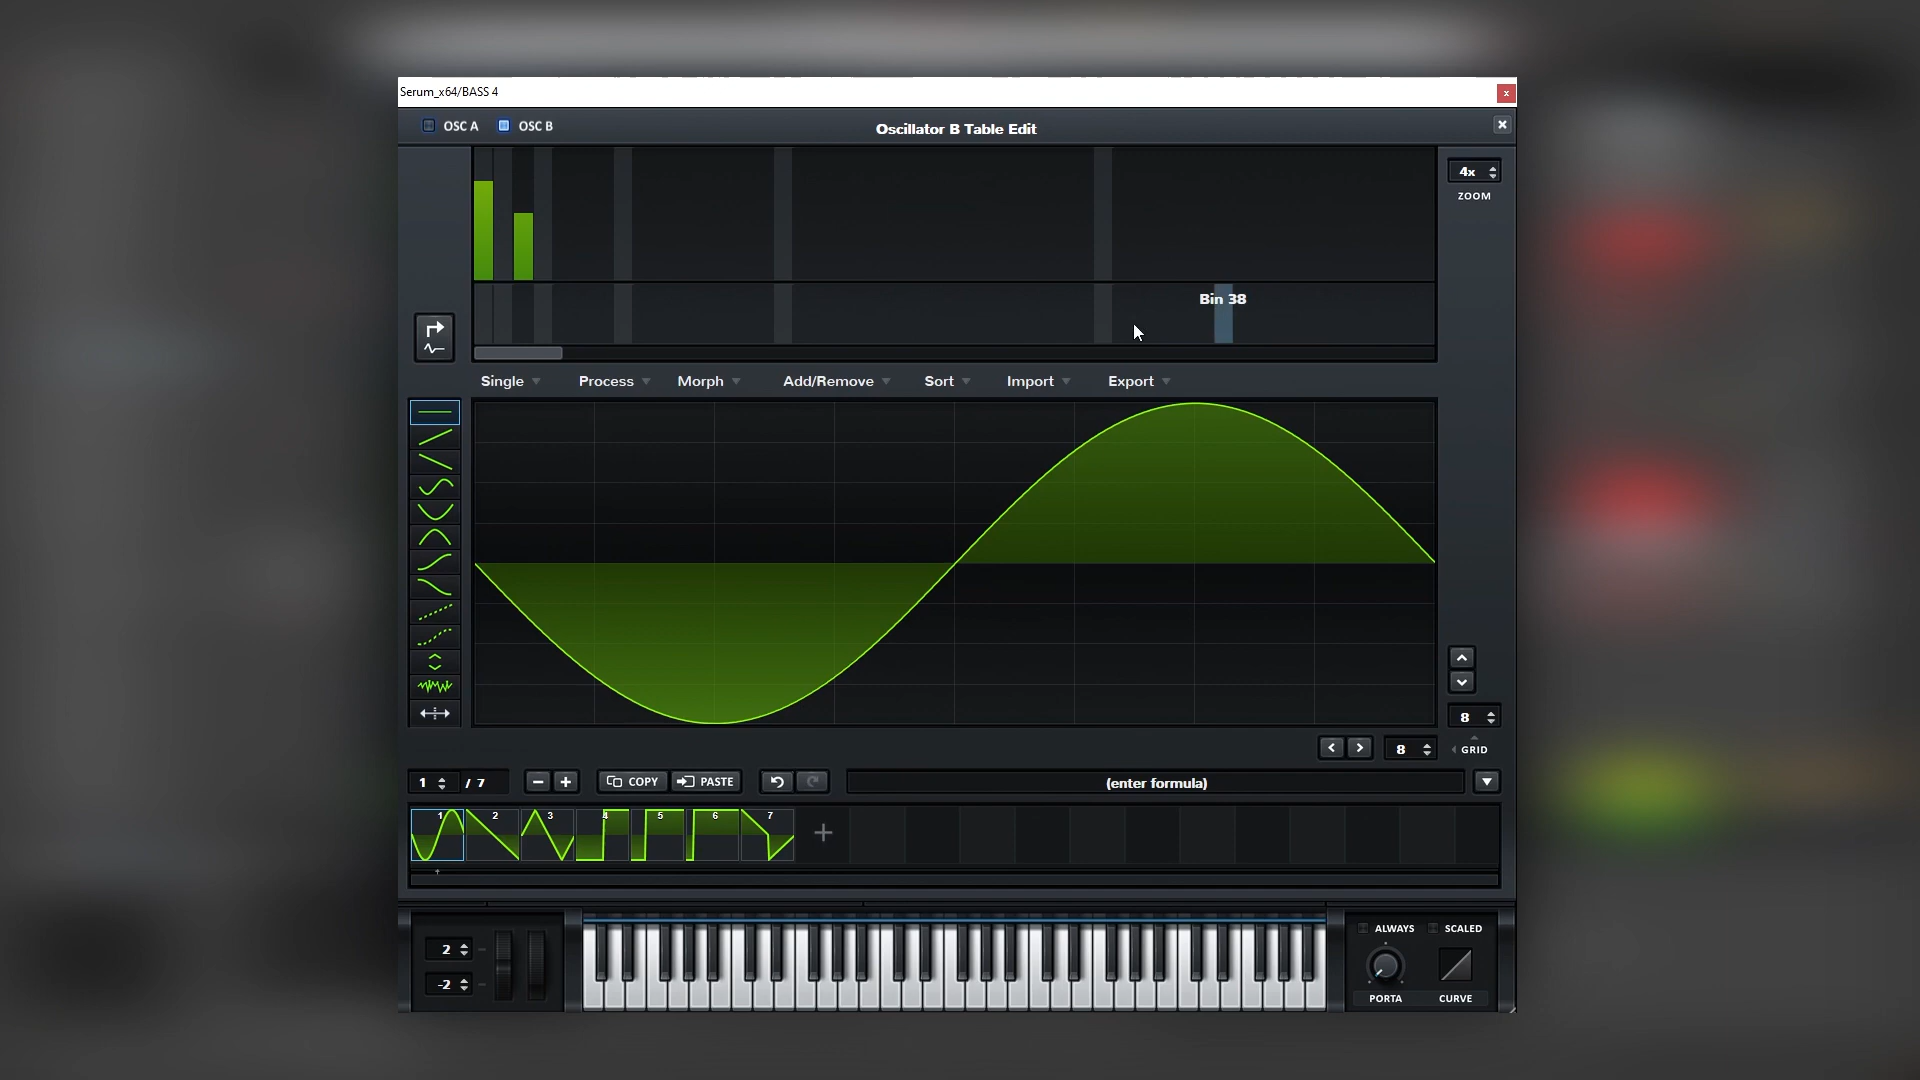 Serum_x64/BASS 4
x
OSC A
OSC B
Oscillator B Table Edit
4x
ZOOM
Bin 38
Single
Process
Morph
Add/Remove
Sort
Import
Export
8
8
GRID
1 / 7
COPY
PASTE
(enter formula)
1 2 3 4 5 6 7
2
-2
ALWAYS
SCALED
PORTA
CURVE